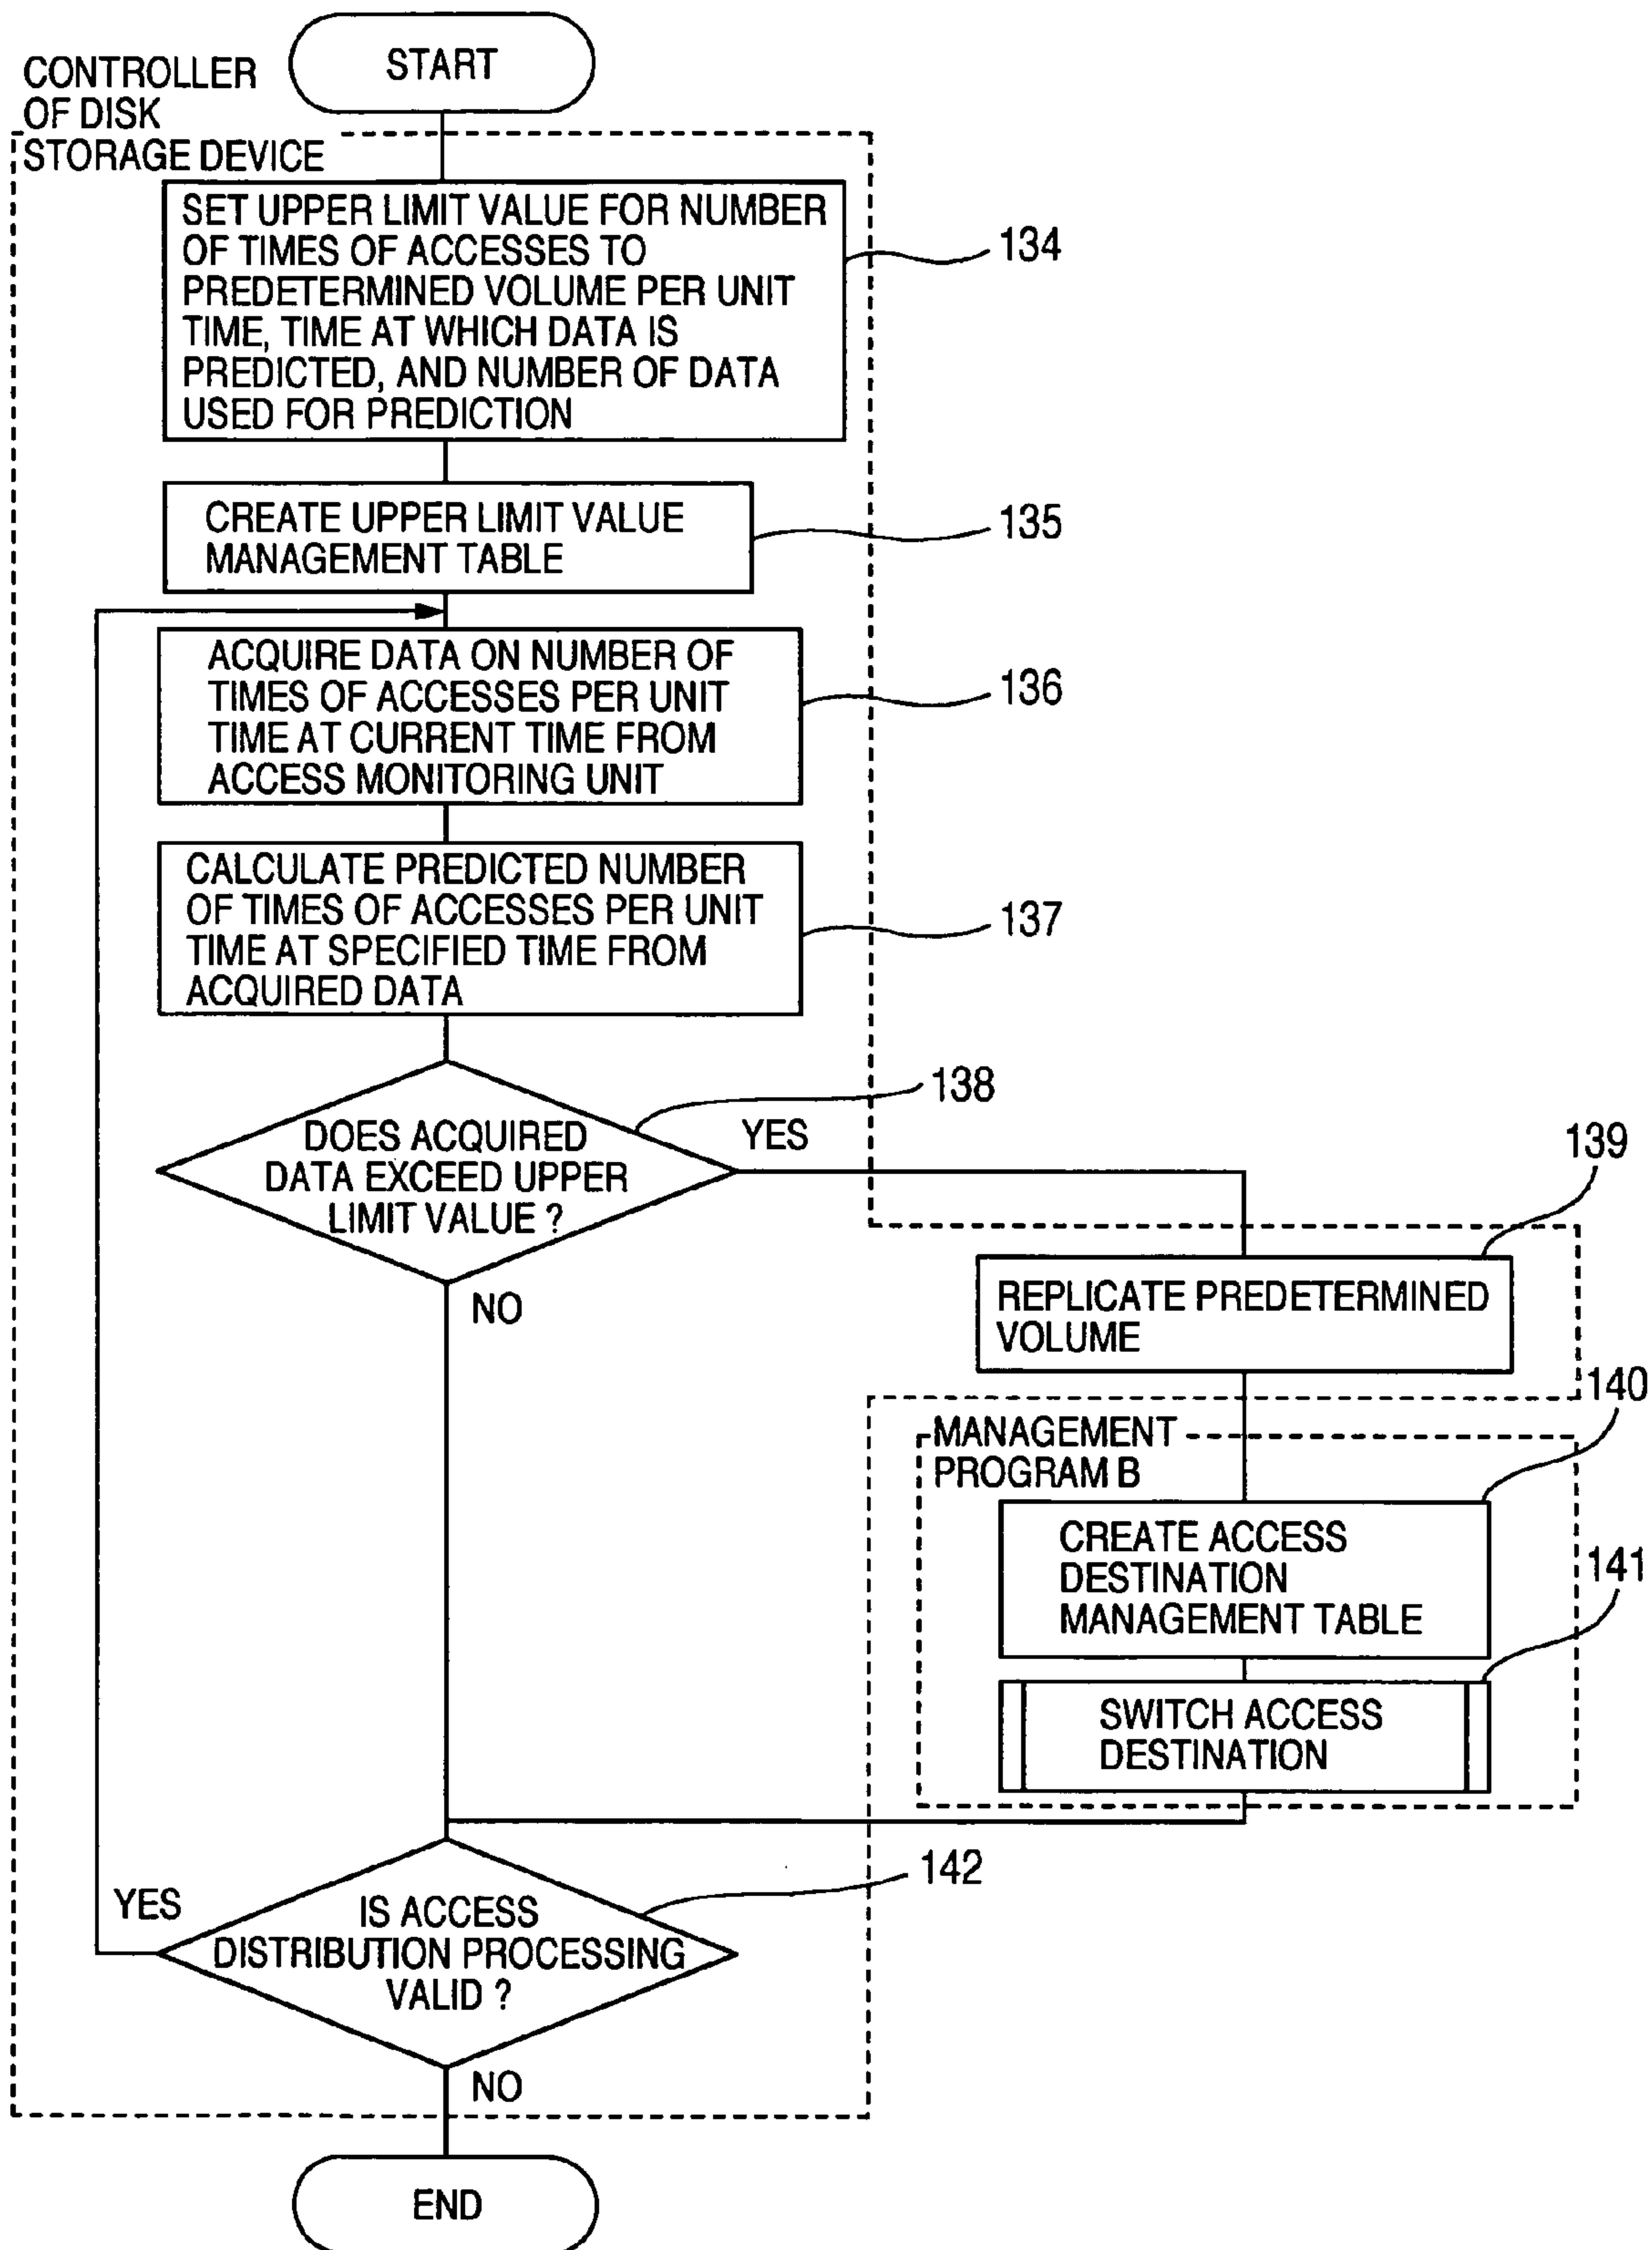 START
CONTROLLER
OF DISK
STORAGE DEVICE
SET UPPER LIMIT VALUE FOR NUMBER
OF TIMES OF ACCESSES TO
PREDETERMINED VOLUME PER UNIT
TIME, TIME AT WHICH DATA IS
PREDICTED, AND NUMBER OF DATA
USED FOR PREDICTION
134
CREATE UPPER LIMIT VALUE
MANAGEMENT TABLE
135
ACQUIRE DATA ON NUMBER OF
TIMES OF ACCESSES PER UNIT
TIME AT CURRENT TIME FROM
ACCESS MONITORING UNIT
136
CALCULATE PREDICTED NUMBER
OF TIMES OF ACCESSES PER UNIT
TIME AT SPECIFIED TIME FROM
ACQUIRED DATA
137
DOES ACQUIRED
DATA EXCEED UPPER
LIMIT VALUE ?
138
YES
NO
139
REPLICATE PREDETERMINED
VOLUME
140
MANAGEMENT
PROGRAM B
CREATE ACCESS
DESTINATION
MANAGEMENT TABLE
141
SWITCH ACCESS
DESTINATION
142
YES
IS ACCESS
DISTRIBUTION PROCESSING
VALID ?
NO
END